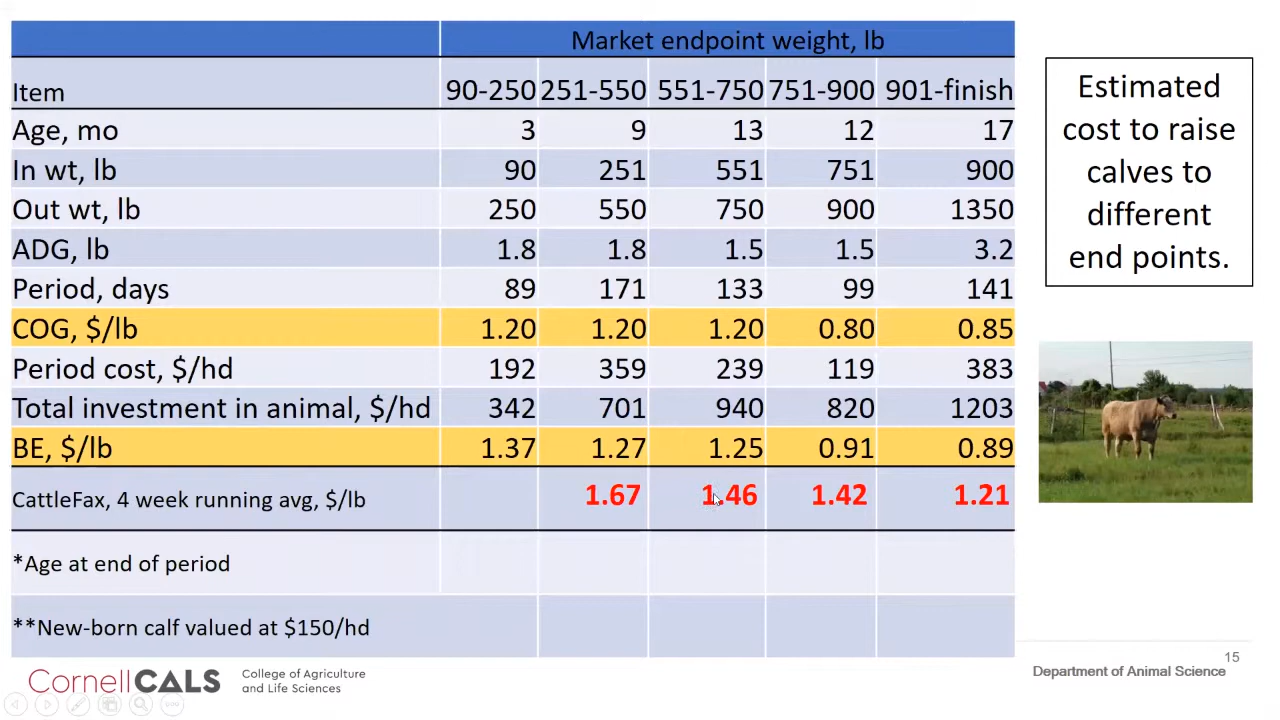 Market endpoint weight, lb
Item 90-250 251-550 551-750 751-900 901-finish
Age, mo 3 9 13 12 17
In wt, lb 90 251 551 751 900
Out wt, lb 250 550 750 900 1350
ADG, lb 1.8 1.8 1.5 1.5 3.2
Period, days 89 171 133 99 141
COG, $/lb 1.20 1.20 1.20 0.80 0.85
Period cost, $/hd 192 359 239 119 383
Total investment in animal, $/hd 342 701 940 820 1203
BE, $/lb 1.37 1.27 1.25 0.91 0.89
CattleFax, 4 week running avg, $/lb 1.67 1.46 1.42 1.21
*Age at end of period
**New-born calf valued at $150/hd
Estimated
cost to raise
calves to
different
end points.
CornellCALS
College of Agriculture
and Life Sciences
15
Department of Animal Science